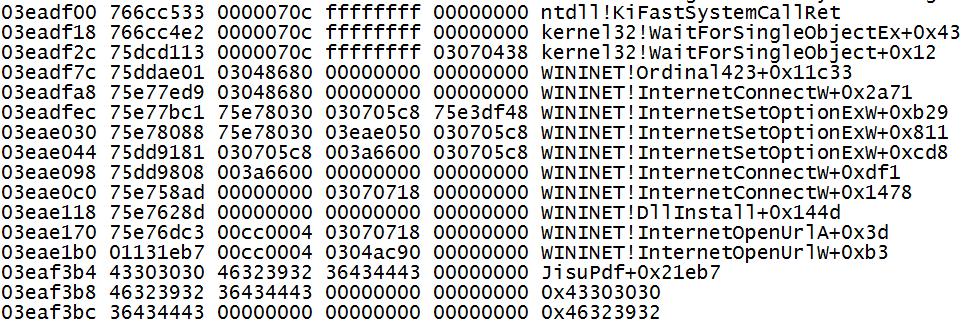 03eadf00 766cc533 0000070c ffffffff 00000000 ntdll!KiFastSystemCallRet
03eadf18 766cc4e2 0000070c ffffffff 00000000 kernel32!WaitForSingleObjectEx+0x43
03eadf2c 75dcd113 0000070c ffffffff 03070438 kernel32!WaitForSingleObject+0x12
03eadf7c 75ddae01 03048680 00000000 00000000 WININET!Ordinal423+0x11c33
03eadfa8 75e77ed9 03048680 00000000 00000000 WININET!InternetConnectW+0x2a71
03eadfec 75e77bc1 75e78030 030705c8 75e3df48 WININET!InternetSetOptionExW+0xb29
03eae030 75e78088 75e78030 03eae050 030705c8 WININET!InternetSetOptionExW+0x811
03eae044 75dd9181 030705c8 003a6600 030705c8 WININET!InternetSetOptionExW+0xcd8
03eae098 75dd9808 003a6600 00000000 00000000 WININET!InternetConnectW+0xdf1
03eae0c0 75e758ad 00000000 03070718 00000000 WININET!InternetConnectW+0x1478
03eae118 75e7628d 00000000 00000000 00000000 WININET!DllInstall+0x144d
03eae170 75e76dc3 00cc0004 03070718 00000000 WININET!InternetOpenUrlA+0x3d
03eae1b0 01131eb7 00cc0004 0304ac90 00000000 WININET!InternetOpenUrlW+0xb3
03eaf3b4 43303030 46323932 36434443 00000000 JisuPdf+0x21eb7
03eaf3b8 46323932 36434443 00000000 00000000 0x43303030
03eaf3bc 36434443 00000000 00000000 00000000 0x46323932